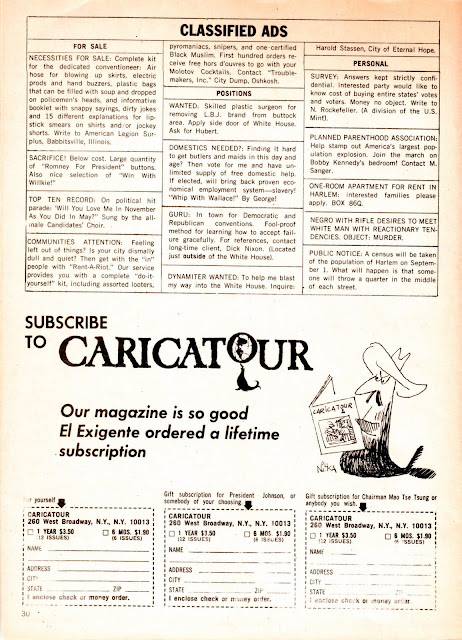 CLASSIFIED ADS
FOR SALE
NECESSITIES FOR SALE: Complete kit
for the dedicated conventioneer: Air
hose for blowing up skirts, electric
prods and hand buzzers, plastic bags
that can be filled with soup and dropped
on policemen's heads, and informative
booklet with snappy sayings, dirty jokes
and 15 different explanations for lip-
stick smears on shirts and/or jockey
shorts. Write to American Legion Sur-
plus, Babbitsville, Illinois.
SACRIFICE! Below cost. Large quantity
of "Romney For President" buttons.
Also nice selection of "Win With
Willkie!"
TOP TEN RECORD: On political hit
parade: "Will You Love Me In November
As You Did In May?" Sung by the all-
inale Candidates' Choir.
COMMUNITIES ATTENTION: Feeling
left out of things? Is your city dismally
dull and quiet? Then get with the "in"
people with "Rent-A-Riot." Our service
provides you with a complete "do-it-
yourself" kit, including assorted looters,
pyromaniacs, snipers, and one certified
Black Muslim. First hundred orders re-
ceive free hors d'ouvres to go with your
Molotov Cocktails. Contact "Trouble-
makers, Inc." City Dump, Oshkosh.
POSITIONS
WANTED: Skilled plastic surgeon for
removing L.B.J. brand from buttock
area. Apply side door of White House.
Ask for Hubert.
DOMESTICS NEEDED?: Finding it hard
to get butlers and maids in this day and
age? Then vote for me and have un-
limited supply of free domestic help.
If elected, will bring back proven eco-
nomical employment system—slavery!
"Whip With Wallace!" By George!
GURU: In town for Democratic and
Republican conventions. Fool-proof
method for learning how to accept fail-
ure gracefully. For references, contact
long-time client, Dick Nixon. (Located
just outside of the White House).
DYNAMITER WANTED: To help me blast
my way into the White House. Inquire:
Harold Stassen, City of Eternal Hope.
PERSONAL
SURVEY: Answers kept strictly confi-
dential. Interested party would like to
know cost of buying entire states' votes
and voters. Money no object. Write to
N. Rockefeller. (A division of the U.S.
Mint).
PLANNED PARENTHOOD ASSOCIATION:
Help stamp out America's largest pop-
ulation explosion. Join the march on
Bobby Kennedy's bedroom! Contact M.
Sanger.
ONE-ROOM APARTMENT FOR RENT IN
HARLEM: Interested families please
apply. BOX 86Q.
NEGRO WITH RIFLE DESIRES TO MEET
WHITE MAN WITH REACTIONARY TEN-
DENCIES. OBJECT: MURDER.
PUBLIC NOTICE: A census will be taken
of the population of Harlem on Septem-
ber 1. What will happen is that some-
one will throw a quarter in the middle
of each street.
SUBSCRIBE
TO CARICATOUR
Our magazine is so good
El Exigente ordered a lifetime
subscription
CARICATOUR
yourself
CARICATOUR
260 West Broadway, N.Y., N.Y. 10013
1 YEAR $3.50 6 MOS. $1.90
(12 ISSUES) (6 ISSUES)
NAME
ADDRESS
CITY
STATE ZIP
I enclose check or money order.
Gift subscription for President Johnson, or
somebody of your choosing
CARICATOUR
260 West Broadway, N.Y., N.Y. 10013
1 YEAR $3.50 6 MOS. $1.90
(12 ISSUES) (6 ISSUES)
NAME
ADDRESS
CITY
STATE ZIP
I enclose check or money order.
Gift subscription for Chairman Mao Tse Tsung or
anybody you wish.
CARICATOUR
260 West Broadway, N.Y., N.Y. 10013
1 YEAR $3.50 6 MOS. $1.90
(12 ISSUES) (6 ISSUES)
NAME
ADDRESS
CITY
STATE ZIP
I enclose check or money order.
30